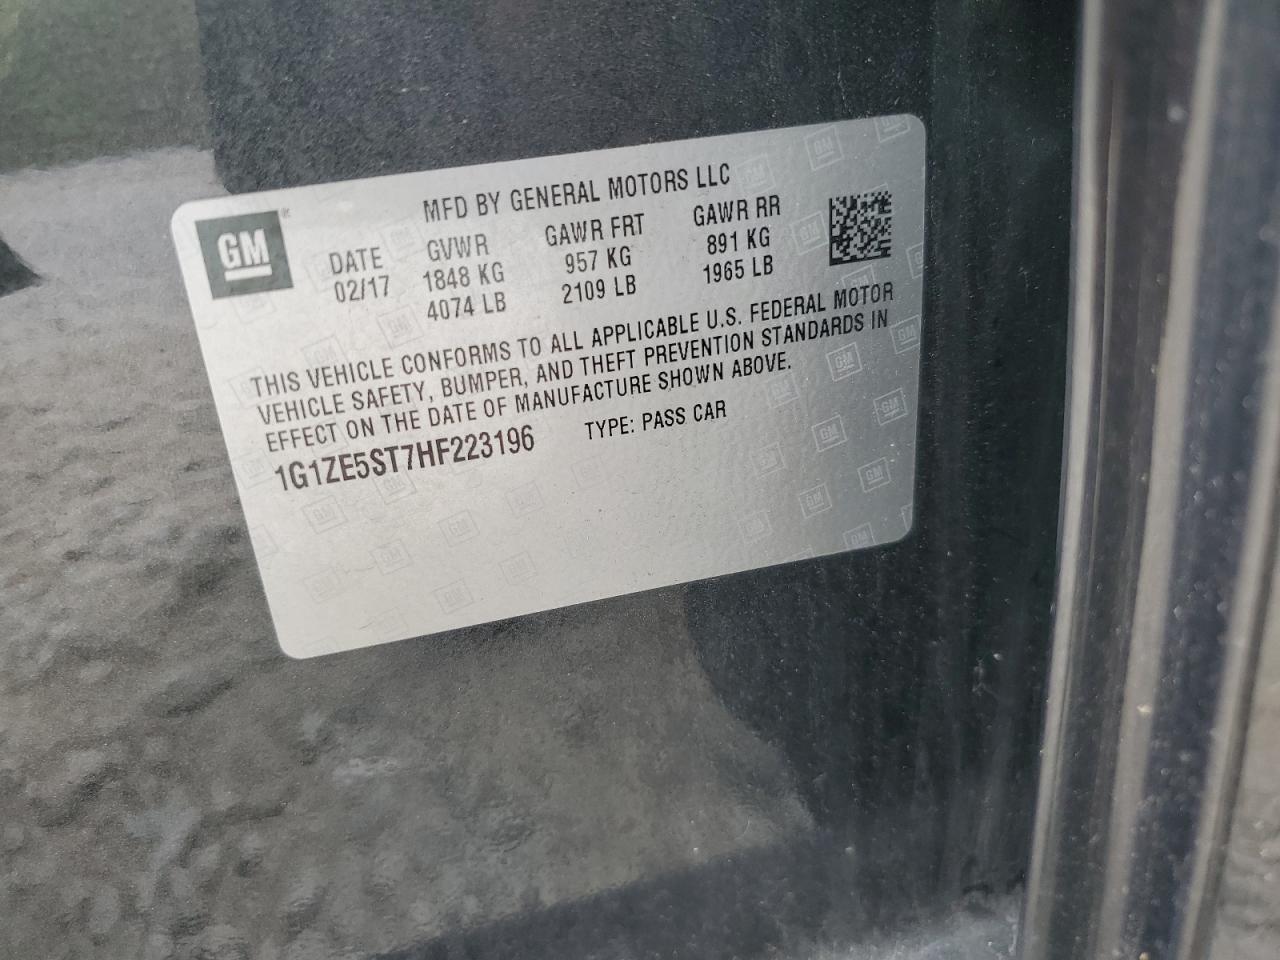 MFD BY GENERAL MOTORS LLC
GM
®
DATE GVWR GAWR FRT GAWR RR
02/17 1848 KG 957 KG 891 KG
4074 LB 2109 LB 1965 LB
THIS VEHICLE CONFORMS TO ALL APPLICABLE U.S. FEDERAL MOTOR
VEHICLE SAFETY, BUMPER, AND THEFT PREVENTION STANDARDS IN
EFFECT ON THE DATE OF MANUFACTURE SHOWN ABOVE.
1G1ZE5ST7HF223196 TYPE: PASS CAR